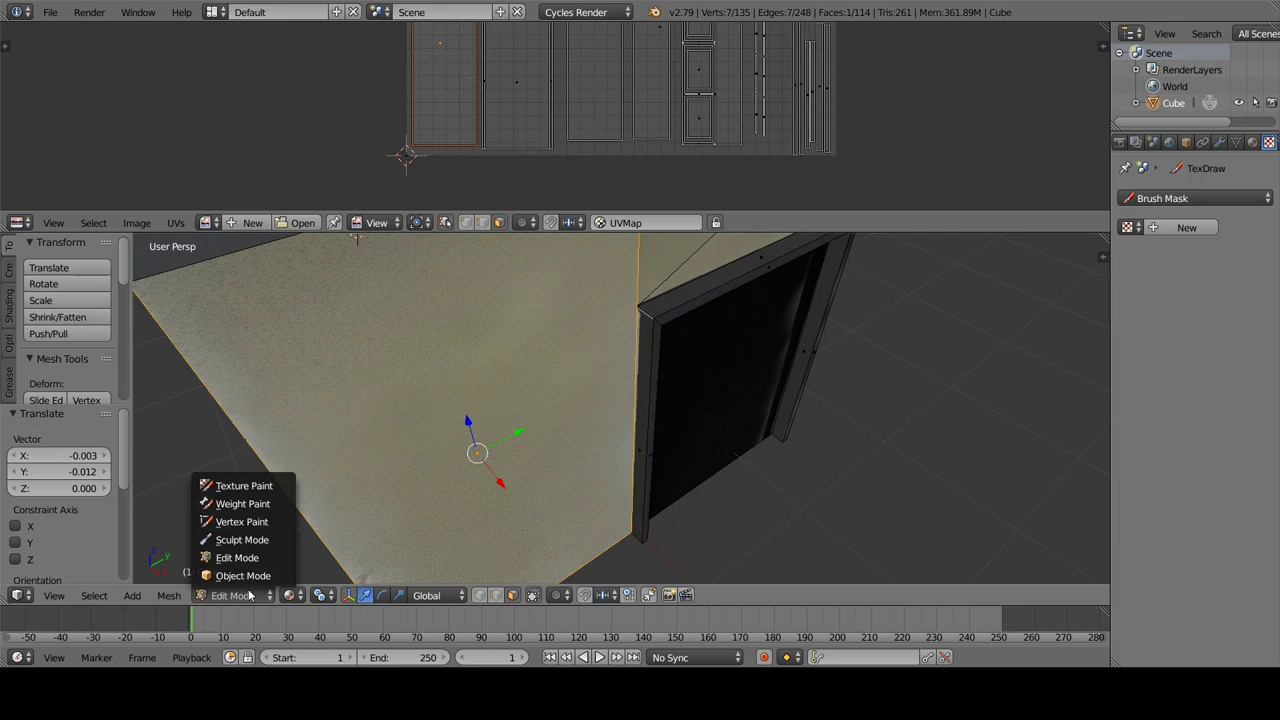 File Render Window Help Default Scene Cycles Render v2.79 | Verts:7/135 | Edges:7/248 | Faces:1/114 | Tris:261 | Mem:361.89M | Cube
View Search All Scenes
Scene
RenderLayers
World
Cube
TexDraw
Brush Mask
New
View Select Image UVs New Open View UVMap
Transform
Translate
Rotate
Scale
Shrink/Fatten
Push/Pull
Mesh Tools
Deform:
Slide Ed Vertex
Translate
Vector
X: -0.003
Y: -0.012
Z: 0.000
Constraint Axis
X
Y
Z
Orientation
To
Cre
Shading
Opti
Grease
User Persp
Texture Paint
Weight Paint
Vertex Paint
Sculpt Mode
Edit Mode
Object Mode
View Select Add Mesh Edit Mode Global
-50 -40 -30 -20 -10 0 10 20 30 40 50 60 70 80 90 100 110 120 130 140 150 160 170 180 190 200 210 220 230 240 250 260 270 280
View Marker Frame Playback Start: 1 End: 250 1 No Sync